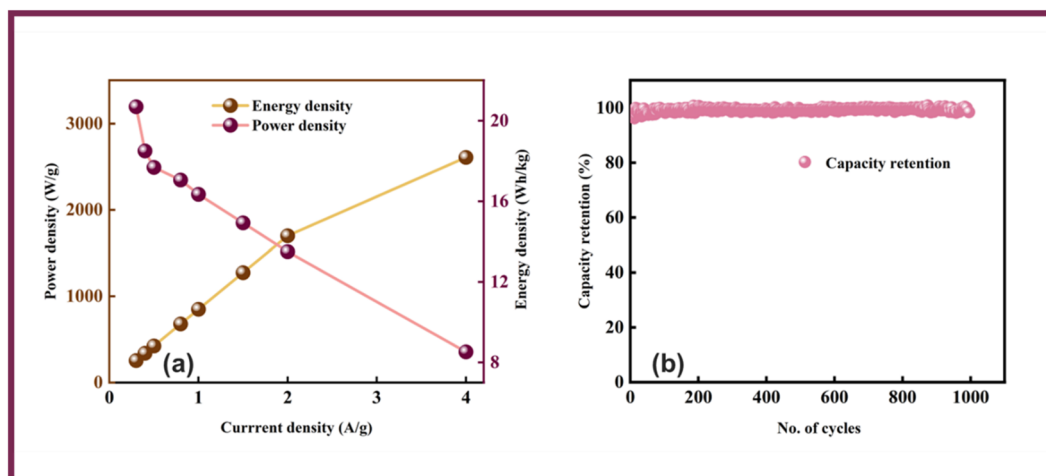 Energy density
Power density
Power density (W/g)
3000
2000
1000
0
20
16
12
8
Energy density (Wh/kg)
0 1 2 3 4
Currrent density (A/g)
(a)
100
80
60
40
20
0
Capacity retention (%)
Capacity retention
(b)
0 200 400 600 800 1000
No. of cycles